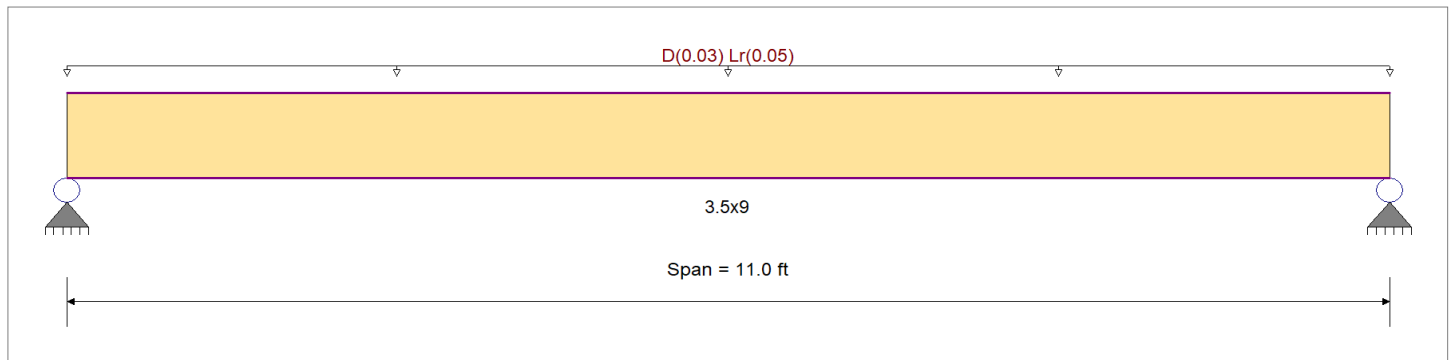 D(0.03) Lr(0.05)
3.5x9
Span = 11.0 ft